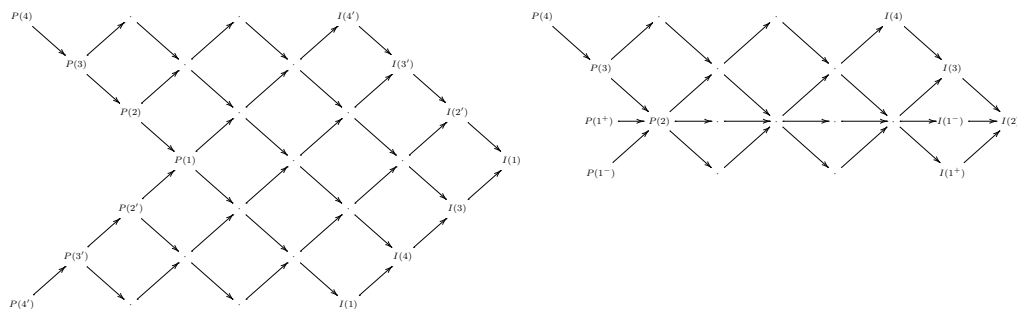 P(4) I(4′) P(4) I(4)
P(3) I(3′) P(3) I(3)
P(2) I(2′) P(1⁺) P(2) I(1⁻) I(2)
P(1) I(1) P(1⁻) I(1⁺)
P(2′) I(3)
P(3′) I(4)
P(4′) I(1)